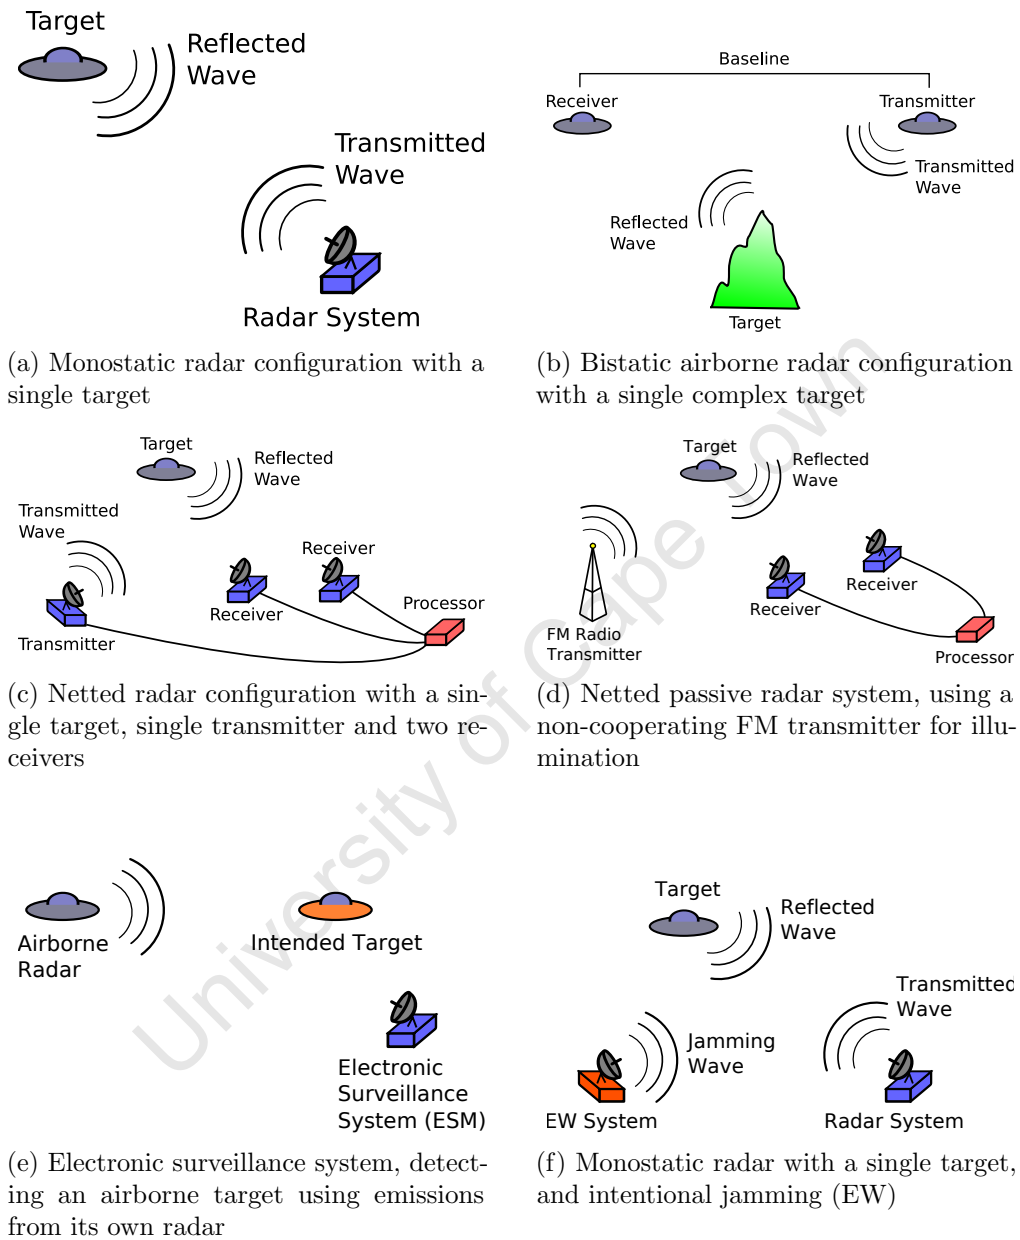 Target
Reflected
Wave
Transmitted
Wave
Radar System
(a) Monostatic radar configuration with a
single target
Baseline
Receiver
Transmitter
Transmitted
Wave
Reflected
Wave
Target
(b) Bistatic airborne radar configuration
with a single complex target
Target
Reflected
Wave
Transmitted
Wave
Receiver
Processor
Receiver
Transmitter
(c) Netted radar configuration with a sin-
gle target, single transmitter and two re-
ceivers
Target
Reflected
Wave
Receiver
Receiver
FM Radio
Transmitter
Processor
(d) Netted passive radar system, using a
non-cooperating FM transmitter for illu-
mination
Airborne
Radar
Intended Target
Electronic
Surveillance
System (ESM)
(e) Electronic surveillance system, detect-
ing an airborne target using emissions
from its own radar
Target
Reflected
Wave
Transmitted
Wave
Jamming
Wave
EW System
Radar System
(f) Monostatic radar with a single target,
and intentional jamming (EW)
University of Cape Town